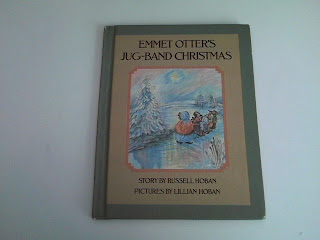 EMMET OTTER'S
JUG-BAND CHRISTMAS
STORY BY RUSSELL HOBAN
PICTURES BY LILLIAN HOBAN